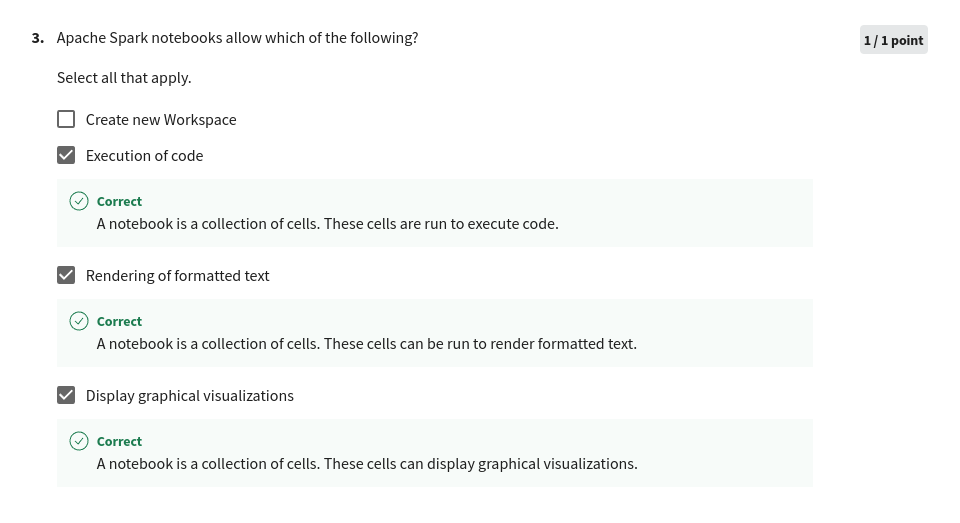 3. Apache Spark notebooks allow which of the following?
1 / 1 point
Select all that apply.
Create new Workspace
Execution of code
Correct
A notebook is a collection of cells. These cells are run to execute code.
Rendering of formatted text
Correct
A notebook is a collection of cells. These cells can be run to render formatted text.
Display graphical visualizations
Correct
A notebook is a collection of cells. These cells can display graphical visualizations.